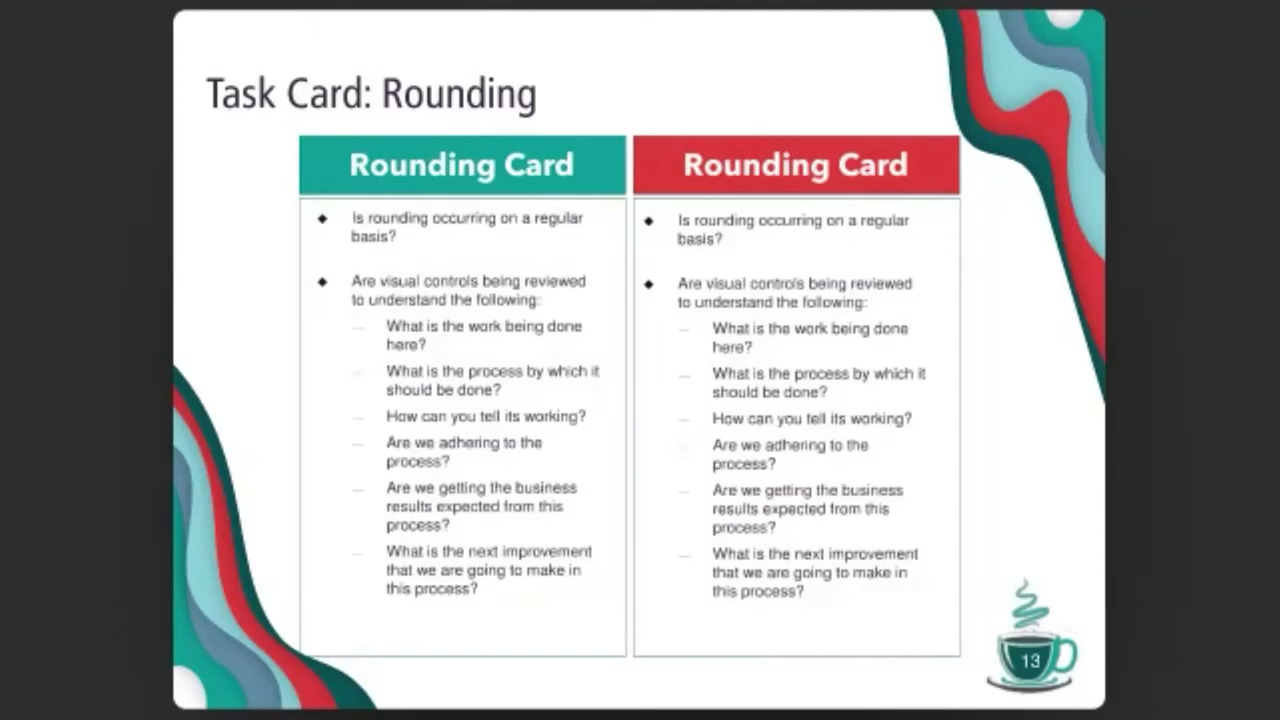 Task Card: Rounding
Rounding Card
Is rounding occurring on a regular
basis?
Are visual controls being reviewed
to understand the following:
What is the work being done
here?
What is the process by which it
should be done?
How can you tell its working?
Are we adhering to the
process?
Are we getting the business
results expected from this
process?
What is the next improvement
that we are going to make in
this process?
Rounding Card
Is rounding occurring on a regular
basis?
Are visual controls being reviewed
to understand the following:
What is the work being done
here?
What is the process by which it
should be done?
How can you tell its working?
Are we adhering to the
process?
Are we getting the business
results expected from this
process?
What is the next improvement
that we are going to make in
this process?
13